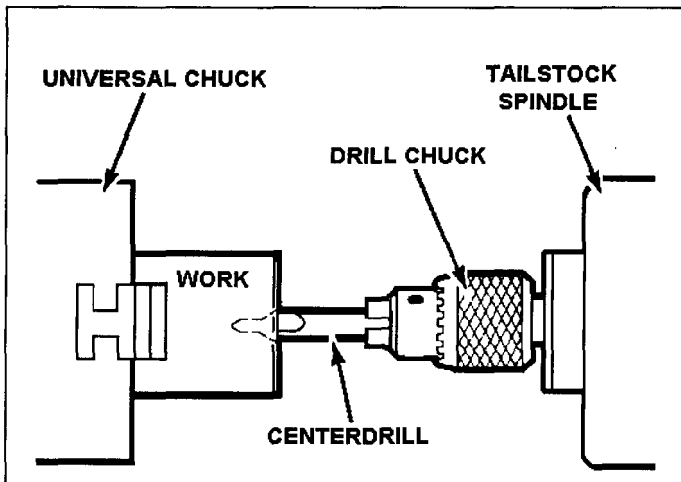 UNIVERSAL CHUCK
TAILSTOCK
SPINDLE
DRILL CHUCK
WORK
CENTERDRILL